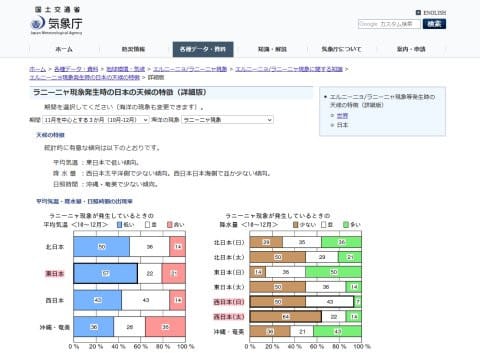 国土交通省
気象庁
Japan Meteorological Agency
ENGLISH
Google カスタム検索
検索
ホーム
防災情報
各種データ・資料
知識・解説
気象庁について
案内・申請
ホーム > 各種データ・資料 > 地球環境・気候 > エルニーニョ/ラニーニャ現象 > エルニーニョ/ラニーニャ現象に関する知識 >
エルニーニョ現象発生時の日本の天候の特徴 > 詳細版
ラニーニャ現象発生時の日本の天候の特徴（詳細版）
期間を選択してください（海洋の現象も変更できます）。
期間 11月を中心とする3か月（10月-12月） 海洋の現象 ラニーニャ現象
エルニーニョ/ラニーニャ現象等発生時の天候の特徴（詳細版）
世界
日本
天候の特徴
統計的に有意な傾向は以下のとおりです。
平均気温 ：東日本で低い傾向。
降 水 量 ：西日本太平洋側で少ない傾向。西日本日本海側で並か少ない傾向。
日照時間 ：沖縄・奄美で少ない傾向。
平均気温・降水量・日照時間の出現率
ラニーニャ現象が発生しているときの
平均気温 <10～12月> 低い 並 高い
北日本 50 36 14
東日本 57 22 21
西日本 43 43 14
沖縄・奄美 36 28 36
0 % 20 40 60 80 100 %
ラニーニャ現象が発生しているときの
降水量 <10～12月> 少ない 並 多い
北日本(日) 29 35 36
北日本(太) 50 29 21
東日本(日) 14 36 50
東日本(太) 50 36 14
西日本(日) 50 43 7
西日本(太) 64 22 14
沖縄・奄美 36 21 43
0 % 20 40 60 80 100 %